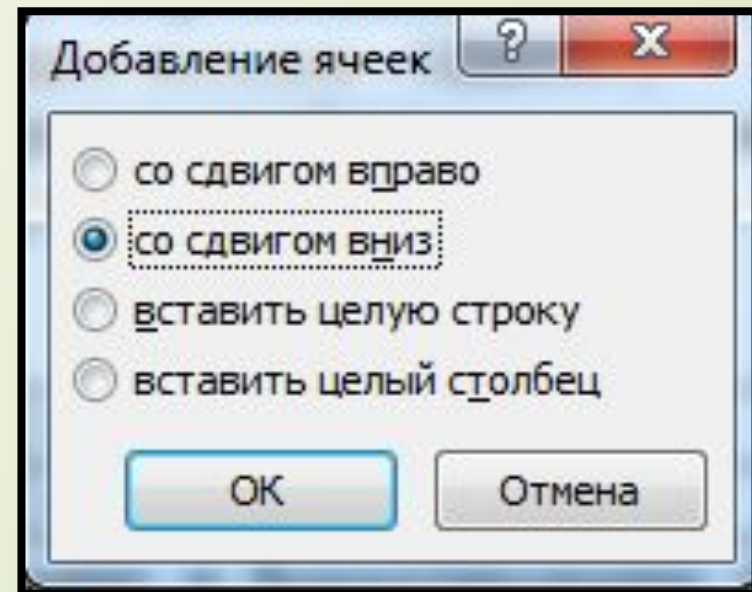 Добавление ячеек
со сдвигом вправо
со сдвигом вниз
вставить целую строку
вставить целый столбец
ОК
Отмена